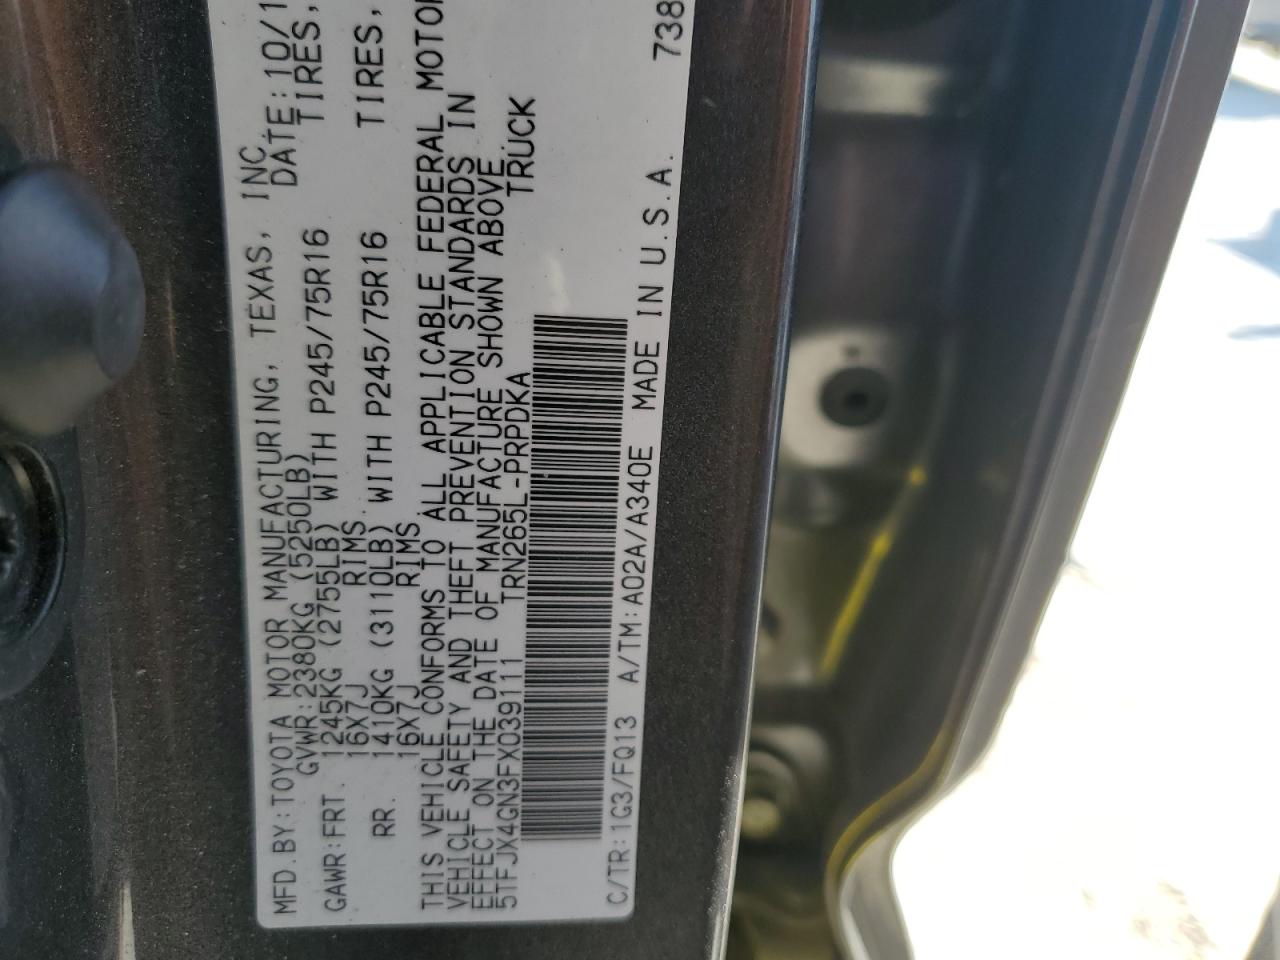 MFD.BY:TOYOTA MOTOR MANUFACTURING, TEXAS, INC.
GVWR:2380KG (5250LB) DATE:10/1
GAWR:FRT. 1245KG (2755LB) WITH P245/75R16 TIRES,
16X7J RIMS.
RR. 1410KG (3110LB) WITH P245/75R16 TIRES,
16X7J RIMS
THIS VEHICLE CONFORMS TO ALL APPLICABLE FEDERAL MOTOR
VEHICLE SAFETY AND THEFT PREVENTION STANDARDS IN
EFFECT ON THE DATE OF MANUFACTURE SHOWN ABOVE.
5TFJX4GN3FX039111 TRN265L-PRPDKA TRUCK
C/TR:1G3/FQ13 A/TM:A02A/A340E MADE IN U.S.A. 738